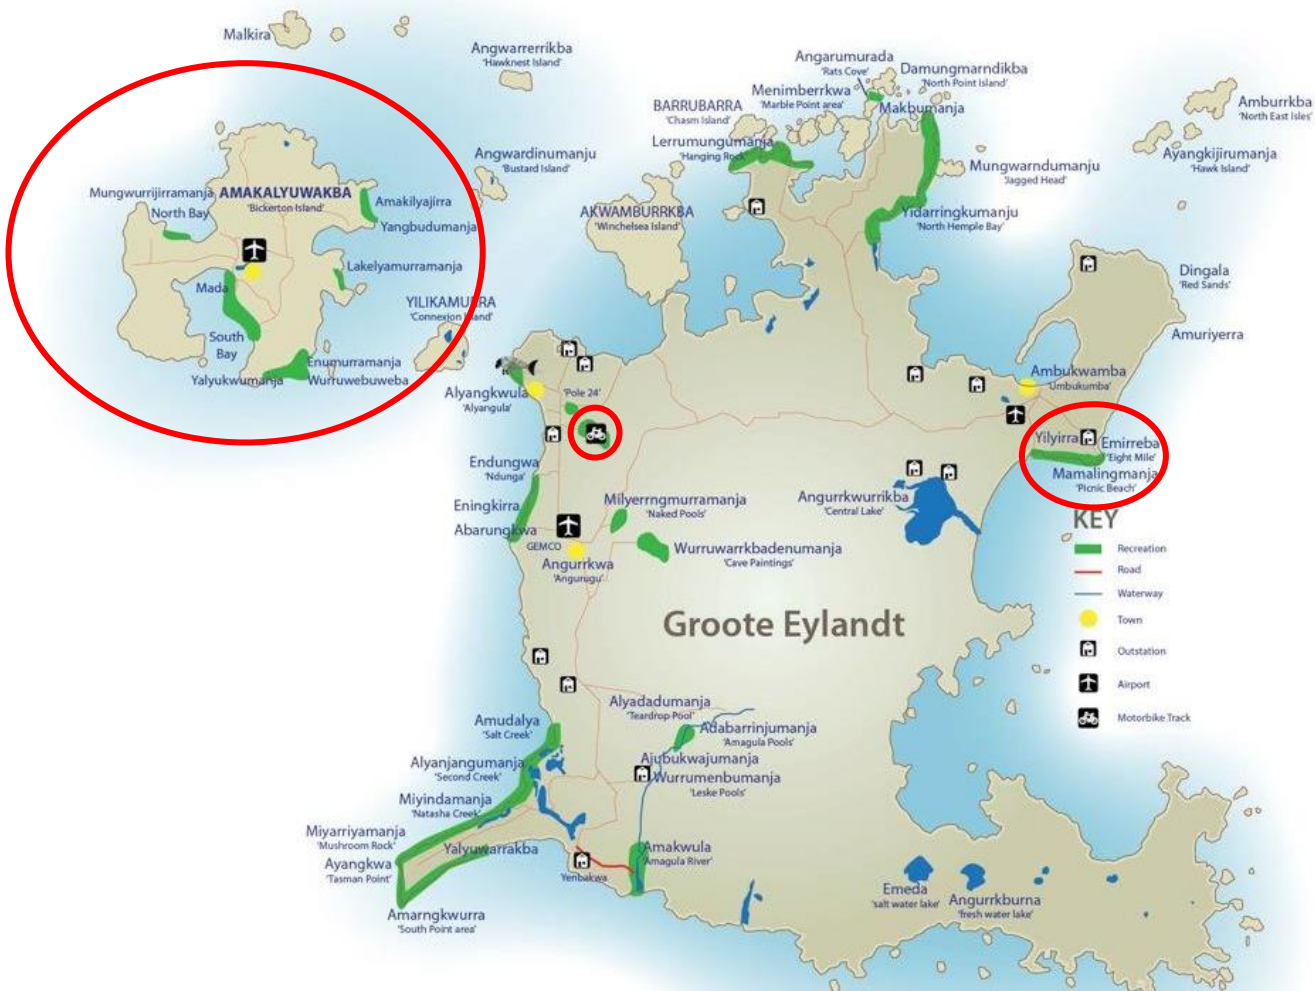 Malkira
Angwarrerrikba
'Hawknest Island'
Angarumurada
'Rats Cove'
Damungmarndikba
'North Point Island'
Menimberrkwa
'Marble Point area'
Makbumanja
BARRUBARRA
'Chasm Island'
Lerrumungumanja
'Hanging Rock'
Amburrkba
'North East Isles'
Ayangkijirumanja
'Hawk Island'
Mungwarndumanju
'Jagged Head'
Angwardinumanju
'Bustard Island'
Mungwurrijirramanja
North Bay
AMAKALYUWAKBA
'Bickerton Island'
Amakilyajirra
Yangbudumanja
AKWAMBURRKBA
'Winchelsea Island'
Yidarringkumanju
'North Hemple Bay'
Lakelyamurramanja
Mada
South
Bay
Enumurramanja
Yalyukwumanja
Wurruwebuweba
YILIKAMURRA
'Connexion Island'
Dingala
'Red Sands'
Amuriyerra
Alyangkwula
'Alyangula'
'Pole 24'
Ambukwamba
'Umbukumba'
Yilyirra
Emirreba
'Eight Mile'
Mamalingmanja
'Picnic Beach'
Endungwa
'Ndunga'
Eningkirra
Abarungkwa
GEMCO
Angurrkwa
'Angurugu'
Milyerrngmurramanja
'Naked Pools'
Wurruwarrkbadenumanja
'Cave Paintings'
Angurrkwurrikba
'Central Lake'
Groote Eylandt
KEY
Recreation
Road
Waterway
Town
Outstation
Airport
Motorbike Track
Alyadadumanja
'Teardrop Pool'
Adabarrinjumanja
'Amagula Pools'
Ajubukwajumanja
Wurrumenbumanja
'Leske Pools'
Amudalya
'Salt Creek'
Alyanjangumanja
'Second Creek'
Miyindamanja
'Natasha Creek'
Miyarriyamanja
'Mushroom Rock'
Ayangkwa
'Tasman Point'
Yalyuwarrakba
Amarngkwurra
'South Point area'
Yenbakwa
Amakwula
'Amagula River'
Emeda
'salt water lake'
Angurrkburna
'fresh water lake'